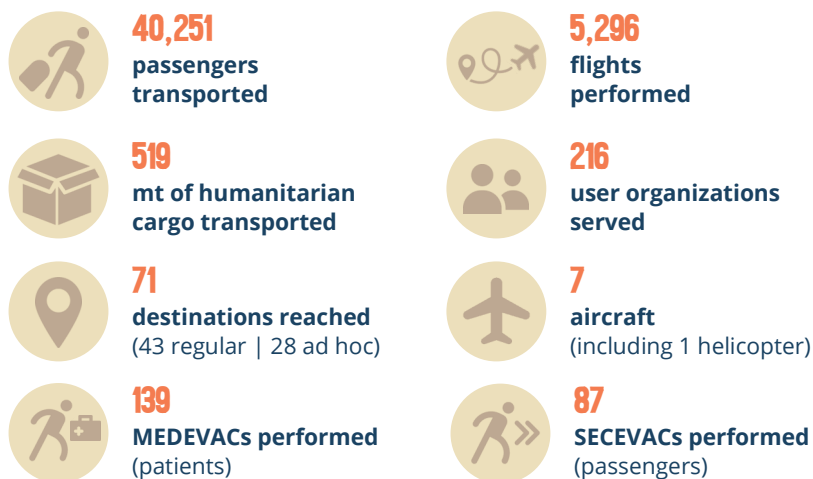 40,251
passengers
transported
5,296
flights
performed
519
mt of humanitarian
cargo transported
216
user organizations
served
71
destinations reached
(43 regular | 28 ad hoc)
7
aircraft
(including 1 helicopter)
139
MEDEVACs performed
(patients)
87
SECEVACs performed
(passengers)